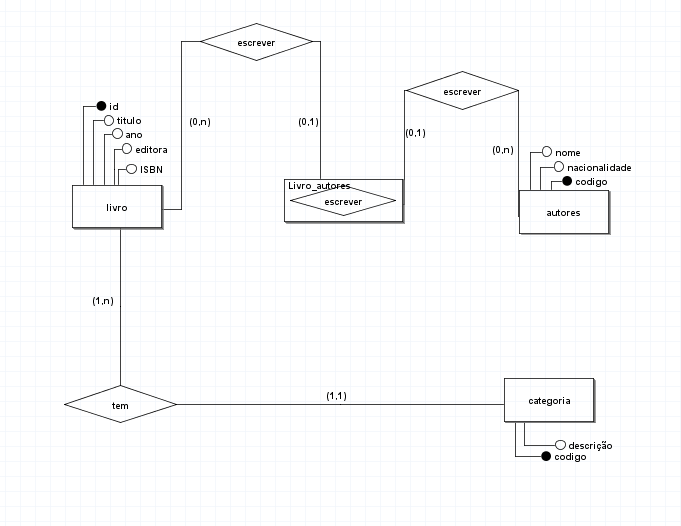 escrever
escrever
id
titulo
ano
editora
ISBN
(0,n)
(0,1)
(0,1)
(0,n)
nome
nacionalidade
codigo
Livro_autores
escrever
livro
autores
(1,n)
(1,1)
tem
categoria
descrição
codigo